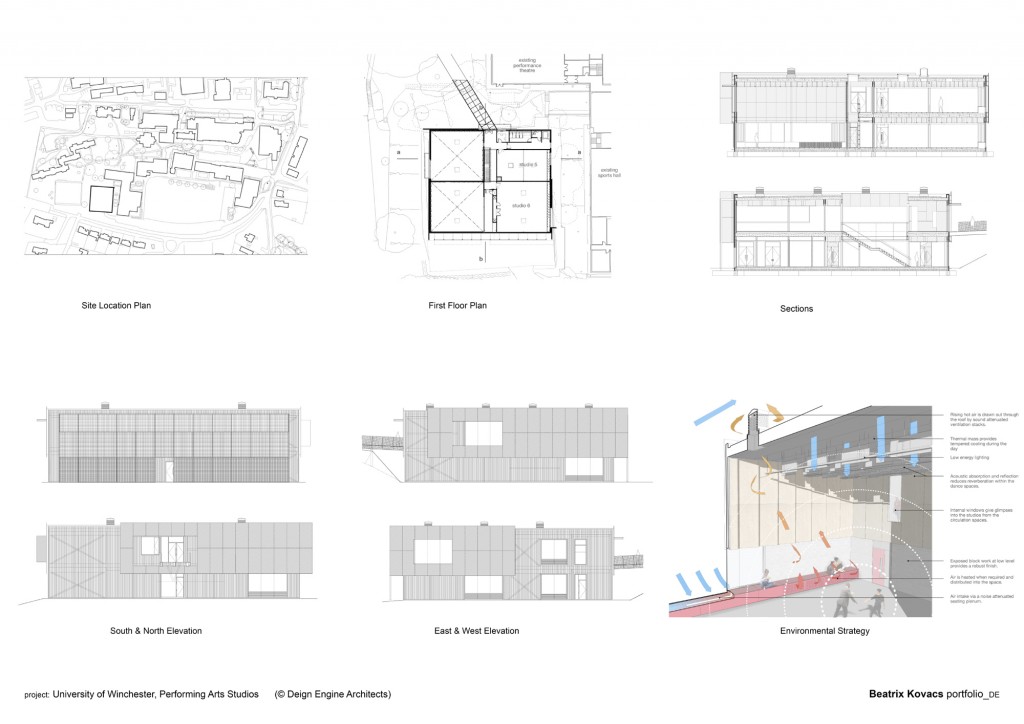 existing
performance
theatre
a
studio 5
a
existing
sports hall
studio 6
b
Site Location Plan
First Floor Plan
Sections
Rising hot air is drawn out through
the roof by sound attenuated
ventilation stacks.
Thermal mass provides
tempered cooling during the
day
Low energy lighting
Acoustic absorption and reflection
reduces reverberation within the
dance spaces.
Internal windows give glimpses
into the studios from the
circulation spaces.
Exposed block work at low level
provides a robust finish.
Air is heated when required and
distributed into the space.
Air intake via a noise attenuated
seating plenum.
South & North Elevation
East & West Elevation
Environmental Strategy
project: University of Winchester, Performing Arts Studios (© Deign Engine Architects)
Beatrix Kovacs portfolio_DE